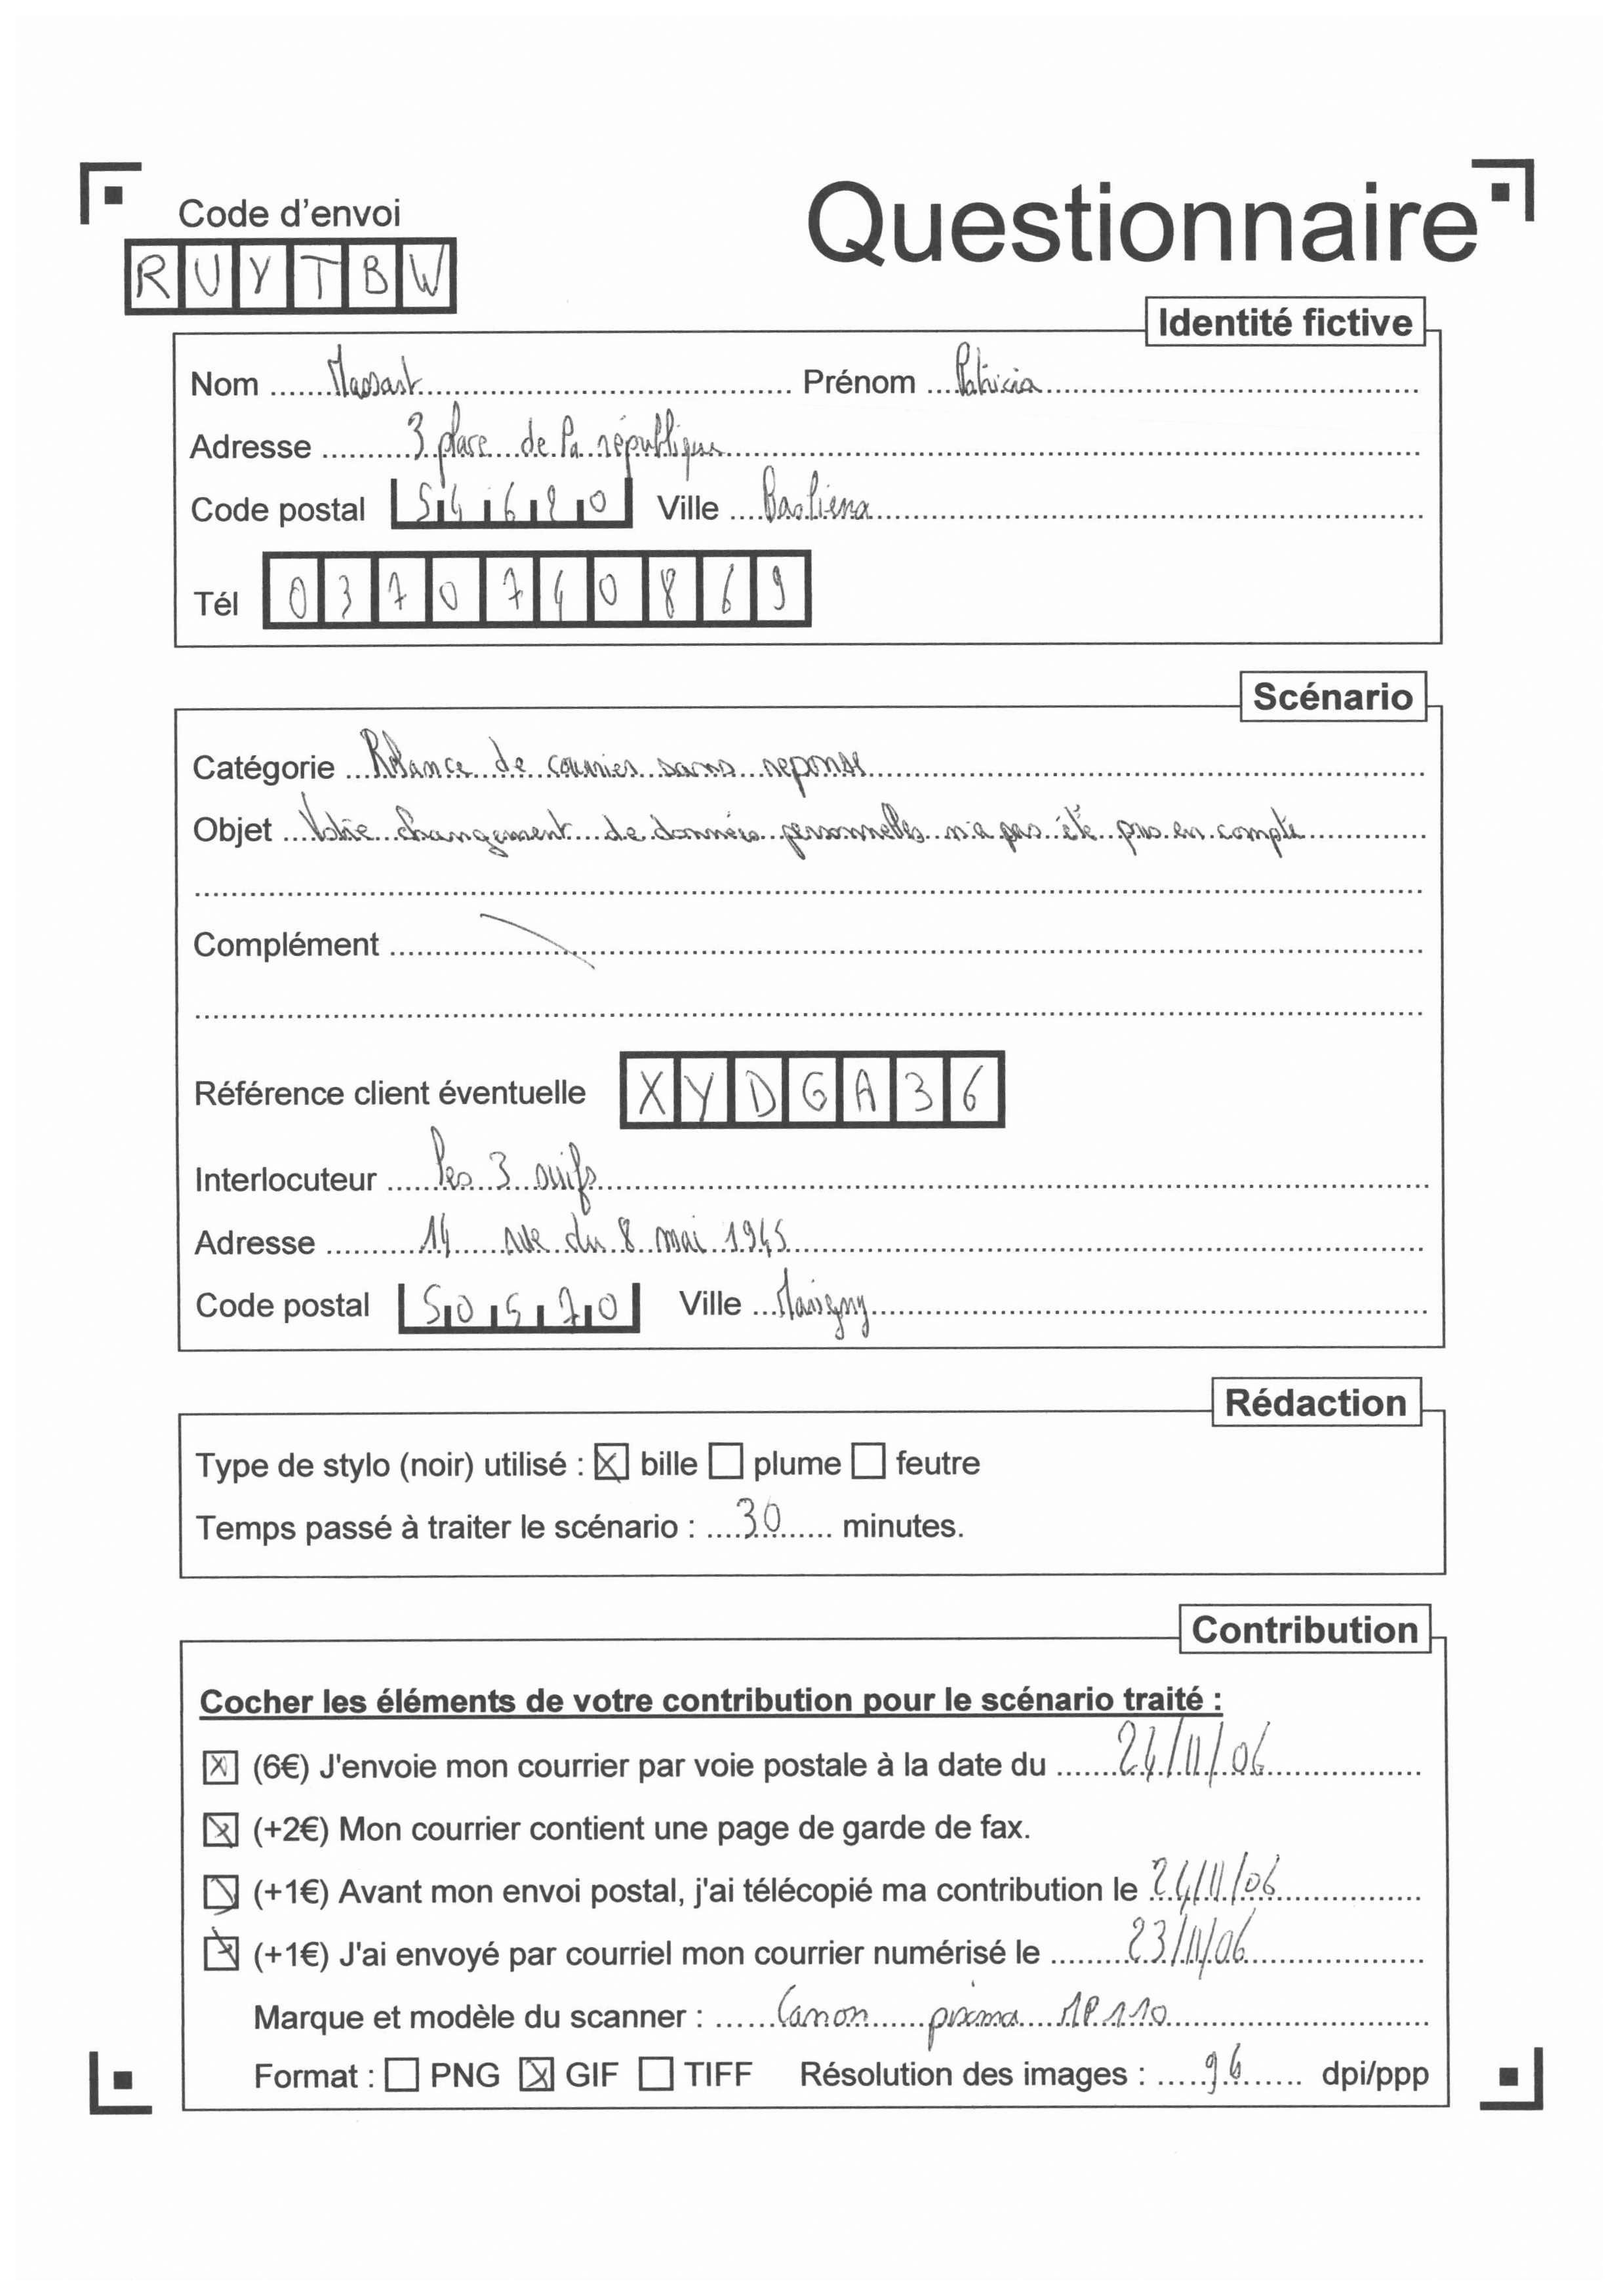 Code d'envoi
Questionnaire
R U Y T B W
Identité fictive
Nom Massart Prénom Patricia
Adresse 3 place de la république
Code postal 54620 Ville Baslieux
Tél 0370740869
Scénario
Catégorie Relance de courrier sans reponse
Objet Votre changement de données personnelles n'a pas été pris en compte
Complément
Référence client éventuelle X Y D G A 3 6
Interlocuteur les 3 suifs
Adresse 14 rue du 8 mai 1945
Code postal 50570 Ville Marigny
Rédaction
Type de stylo (noir) utilisé : bille plume feutre
Temps passé à traiter le scénario : 30 minutes.
Contribution
Cocher les éléments de votre contribution pour le scénario traité :
(6€) J'envoie mon courrier par voie postale à la date du 24/11/06
(+2€) Mon courrier contient une page de garde de fax.
(+1€) Avant mon envoi postal, j'ai télécopié ma contribution le 24/11/06
(+1€) J'ai envoyé par courriel mon courrier numérisé le 23/11/06
Marque et modèle du scanner : Canon pixma MP110
Format : PNG GIF TIFF Résolution des images : 96 dpi/ppp